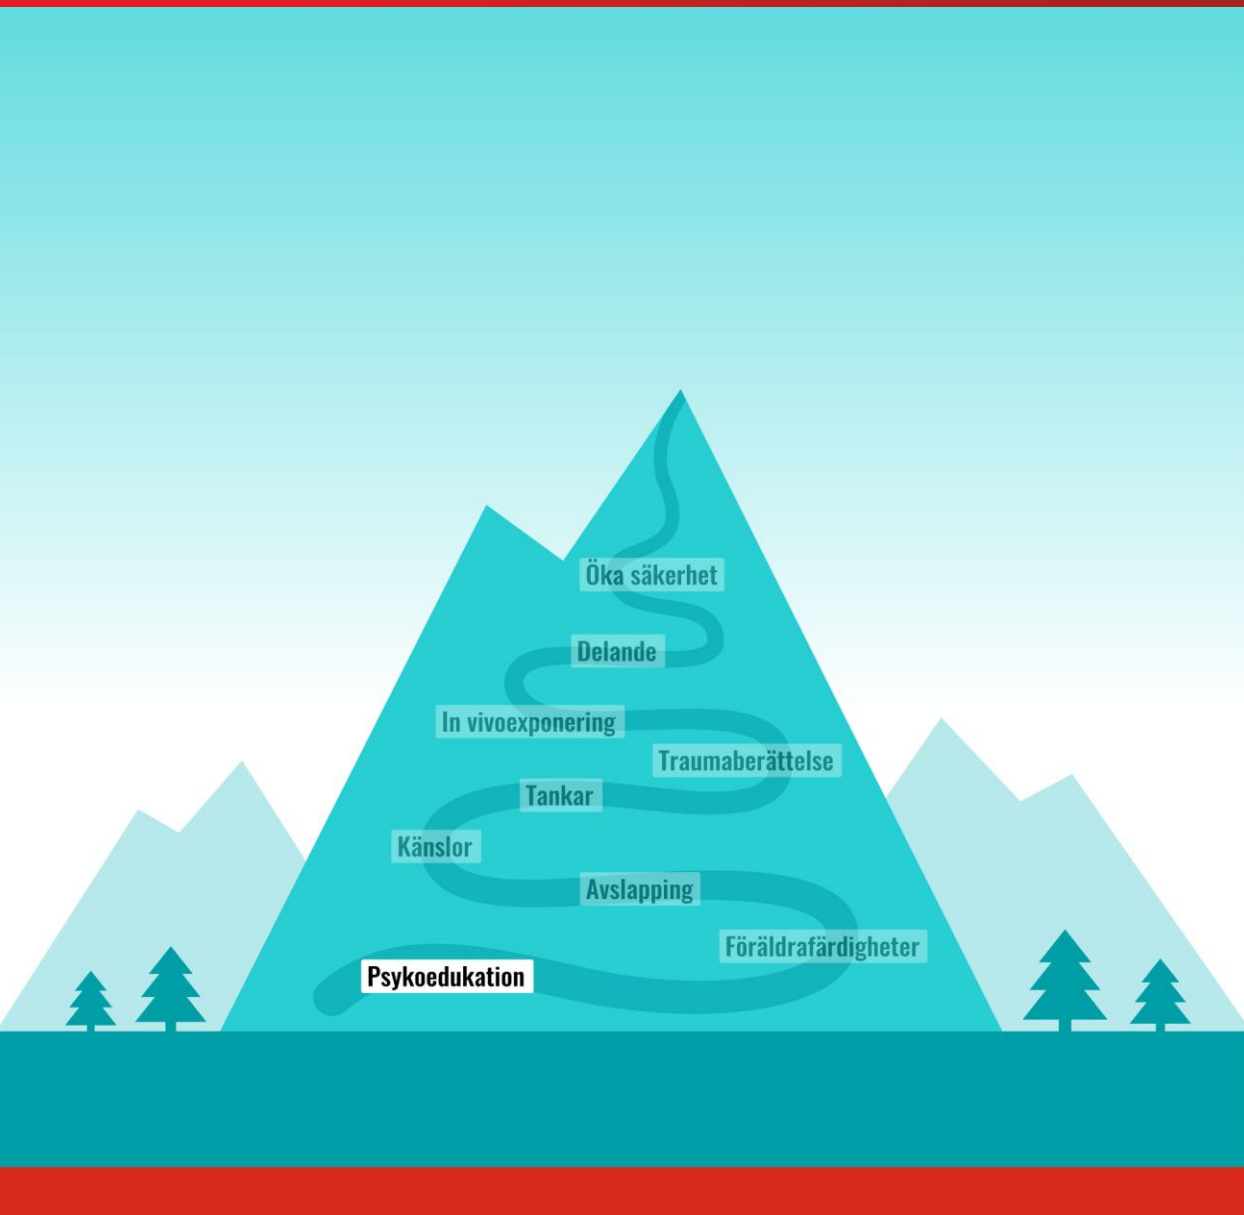 Öka säkerhet
Delande
In vivoexponering
Traumaberättelse
Tankar
Känslor
Avslapping
Föräldrafärdigheter
Psykoedukation